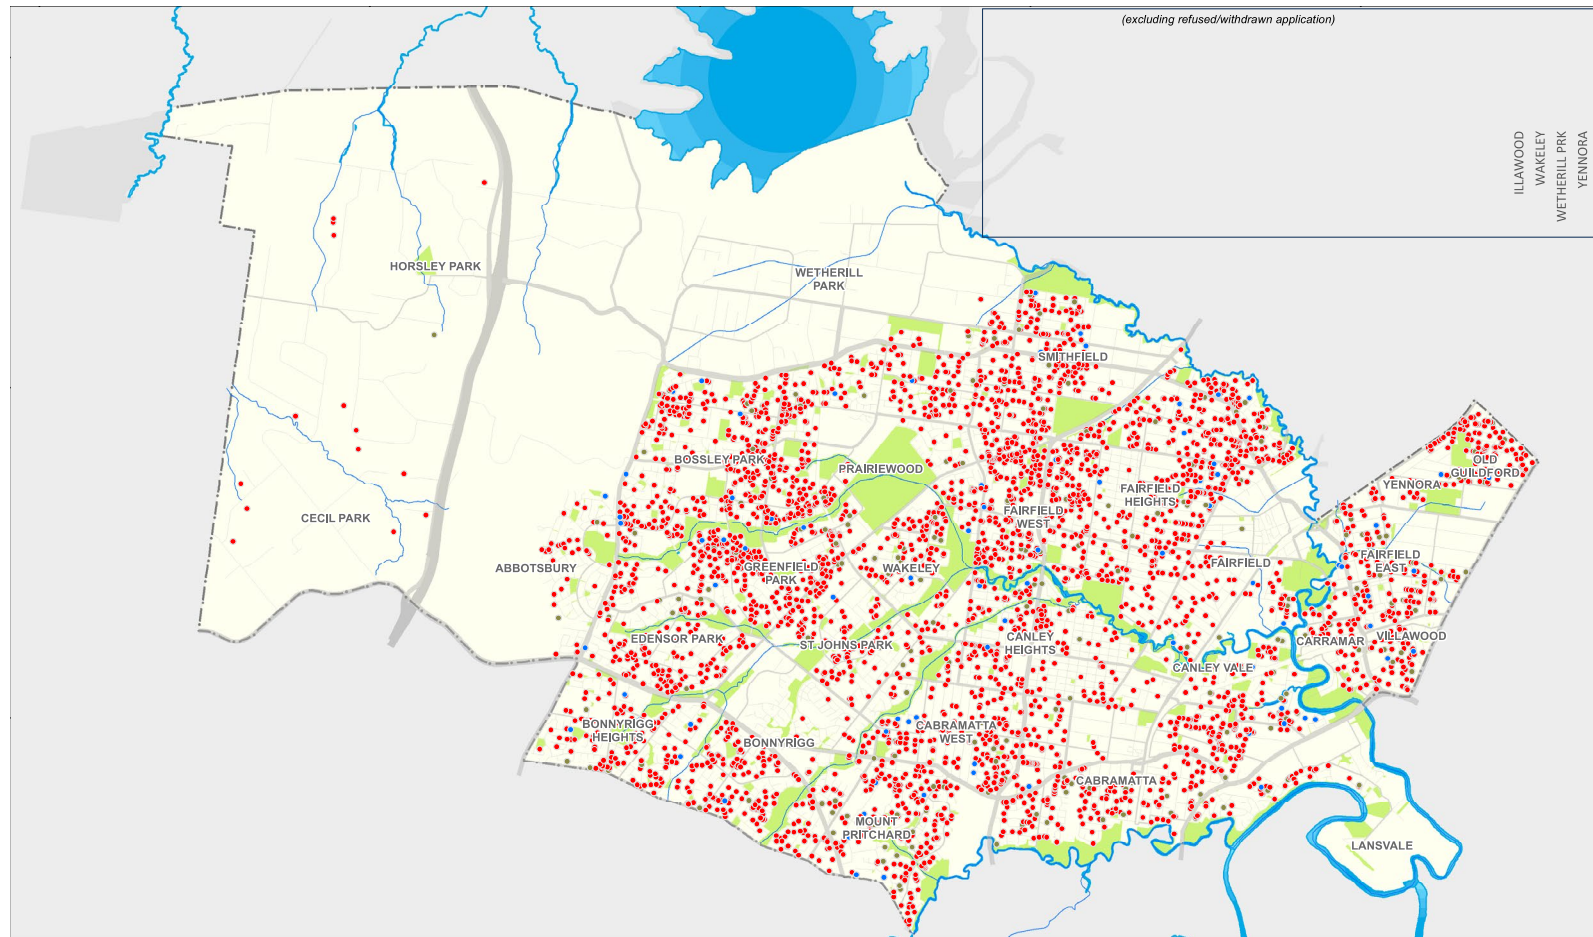 (excluding refused/withdrawn application)
ILLAWOOD
WAKELEY
WETHERILL PRK
YENNORA
HORSLEY PARK
WETHERILL
PARK
SMITHFIELD
BOSSLEY PARK
PRAIRIEWOOD
OLD
GUILDFORD
YENNORA
FAIRFIELD
HEIGHTS
FAIRFIELD
WEST
CECIL PARK
ABBOTSBURY
GREENFIELD
PARK
WAKELEY
FAIRFIELD
FAIRFIELD
EAST
EDENSOR PARK
ST JOHNS PARK
CANLEY
HEIGHTS
CARRAMAR
VILLAWOOD
CANLEY VALE
BONNYRIGG
HEIGHTS
BONNYRIGG
CABRAMATTA
WEST
CABRAMATTA
MOUNT
PRITCHARD
LANSVALE